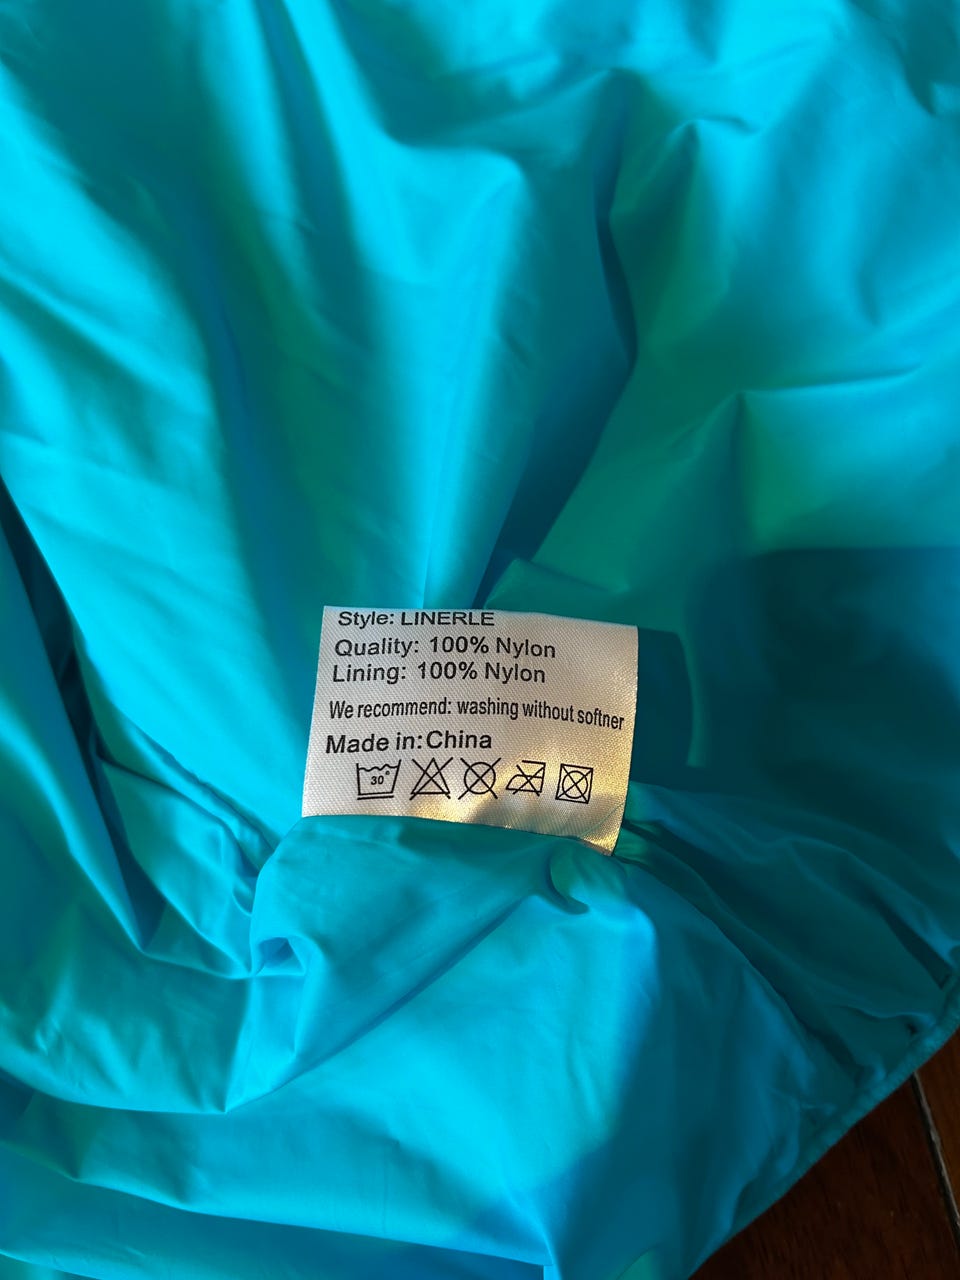 Style: LINERLE
Quality: 100% Nylon
Lining: 100% Nylon
We recommend: washing without softner
Made in: China
30°